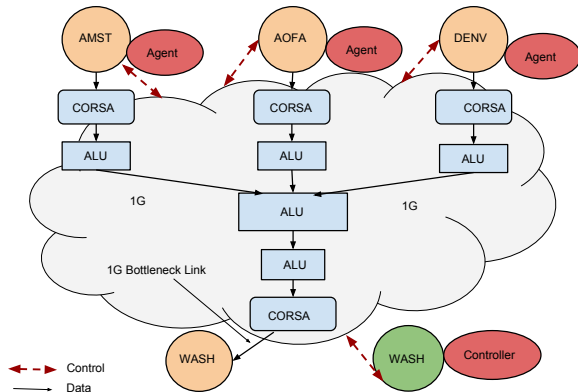 AMST
Agent
AOFA
Agent
DENV
Agent
CORSA
CORSA
CORSA
ALU
ALU
ALU
1G
ALU
1G
ALU
1G Bottleneck Link
CORSA
WASH
WASH
Controller
Control
Data